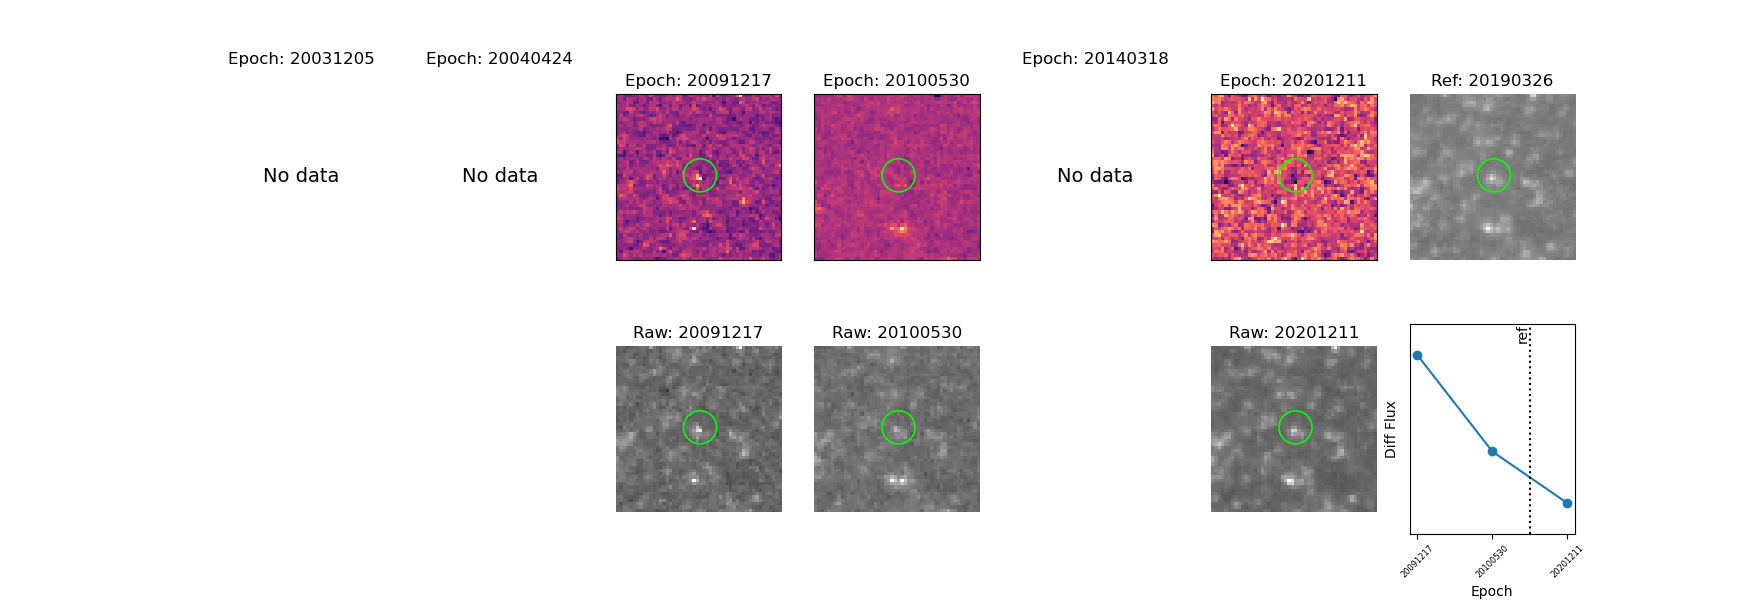 Epoch: 20031205
Epoch: 20040424
Epoch: 20091217
Epoch: 20100530
Epoch: 20140318
Epoch: 20201211
Ref: 20190326
No data
No data
No data
Raw: 20091217
Raw: 20100530
Raw: 20201211
ref
Diff Flux
20091217
20100530
20201211
Epoch